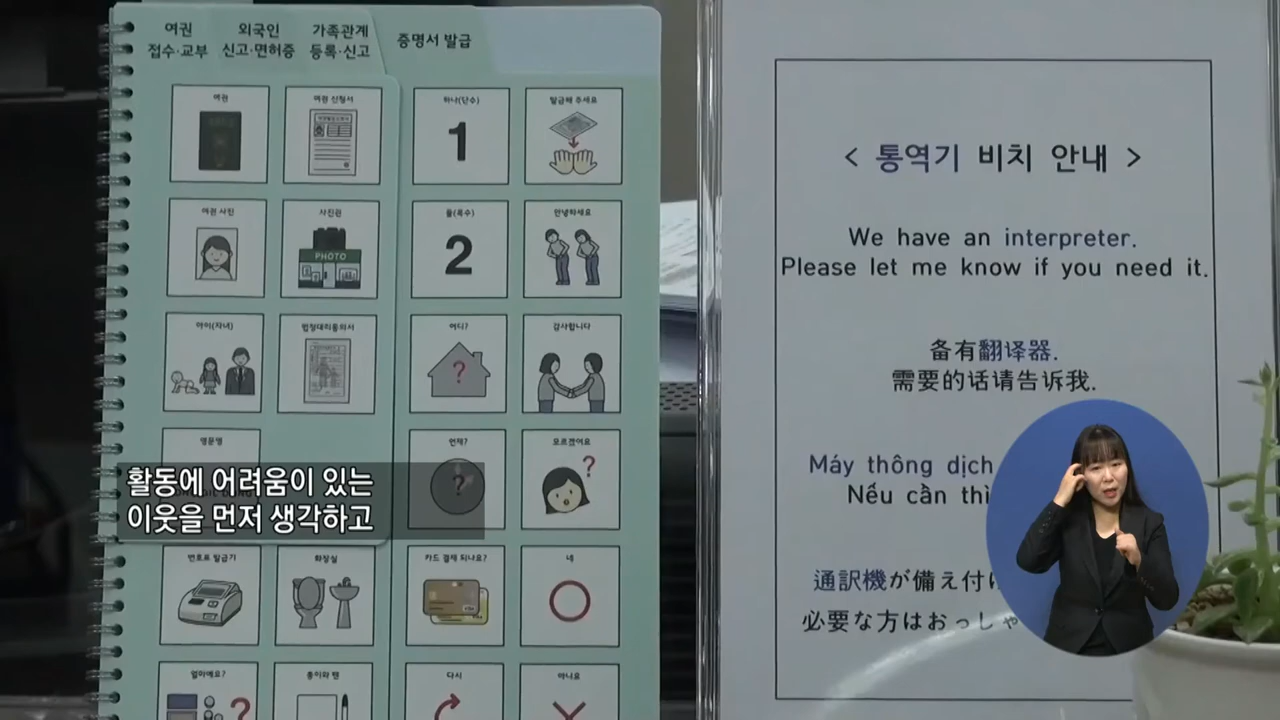 여권
접수·교부
외국인
신고·면허증
가족관계
등록·신고
증명서 발급
여권
여권 신청서
하나(단수)
1
발급해 주세요
여권 사진
사진관
PHOTO
둘(복수)
2
안녕하세요
아이(자녀)
법정대리동의서
어디?
?
감사합니다
영문명
언제?
?
모르겠어요
?
활동에 어려움이 있는
이웃을 먼저 생각하고
번호표 발급기
화장실
카드 결제 되나요?
네
얼마예요?
?
종이와 펜
다시
아니요
< 통역기 비치 안내 >
We have an interpreter.
Please let me know if you need it.
备有翻译器.
需要的话请告诉我.
Máy thông dịch
Nếu cần thì
通訳機が備え付け
必要な方はおっしゃ